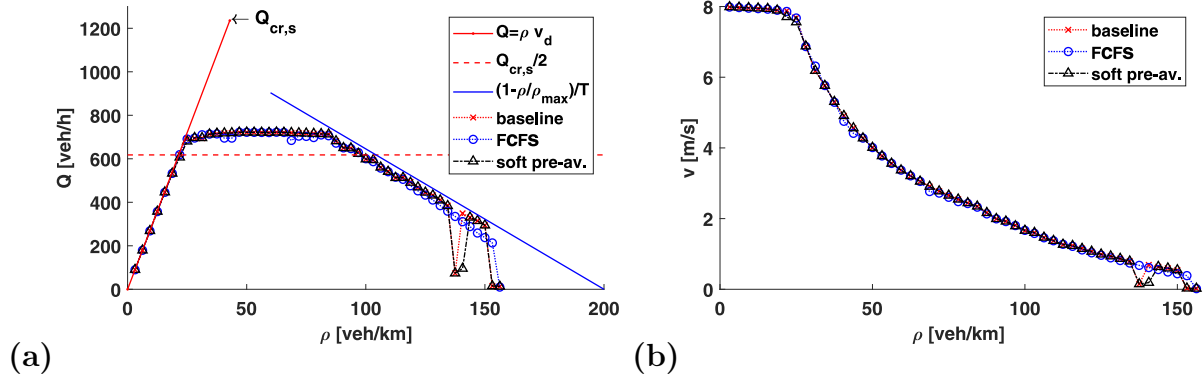 Q [veh/h]
1200
1000
800
600
400
200
0
0
50
100
150
200
ρ [veh/km]
Q_cr,s
Q=ρ v_d
Q_cr,s/2
(1-ρ/ρ_max)/T
baseline
FCFS
soft pre-av.
(a)
v [m/s]
8
6
4
2
0
0
50
100
150
ρ [veh/km]
baseline
FCFS
soft pre-av.
(b)